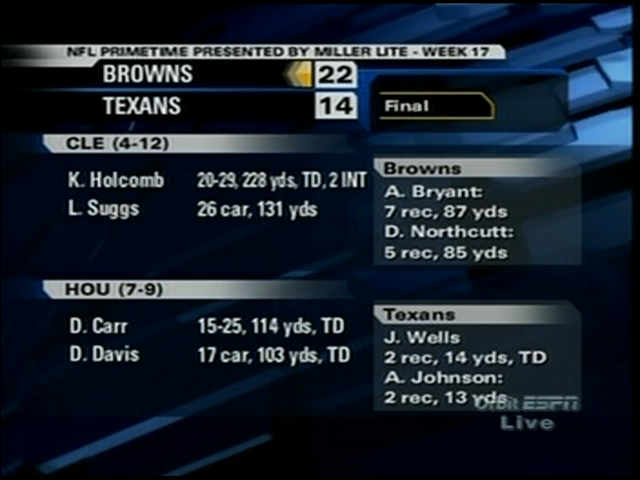 NFL PRIMETIME PRESENTED BY MILLER LITE - WEEK 17
BROWNS 22
TEXANS 14
Final
CLE (4-12)
K. Holcomb 20-29, 228 yds, TD, 2 INT
L. Suggs 26 car, 131 yds
Browns
A. Bryant:
7 rec, 87 yds
D. Northcutt:
5 rec, 85 yds
HOU (7-9)
D. Carr 15-25, 114 yds, TD
D. Davis 17 car, 103 yds, TD
Texans
J. Wells
2 rec, 14 yds, TD
A. Johnson:
2 rec, 13 yds
Orbit ESPN
Live